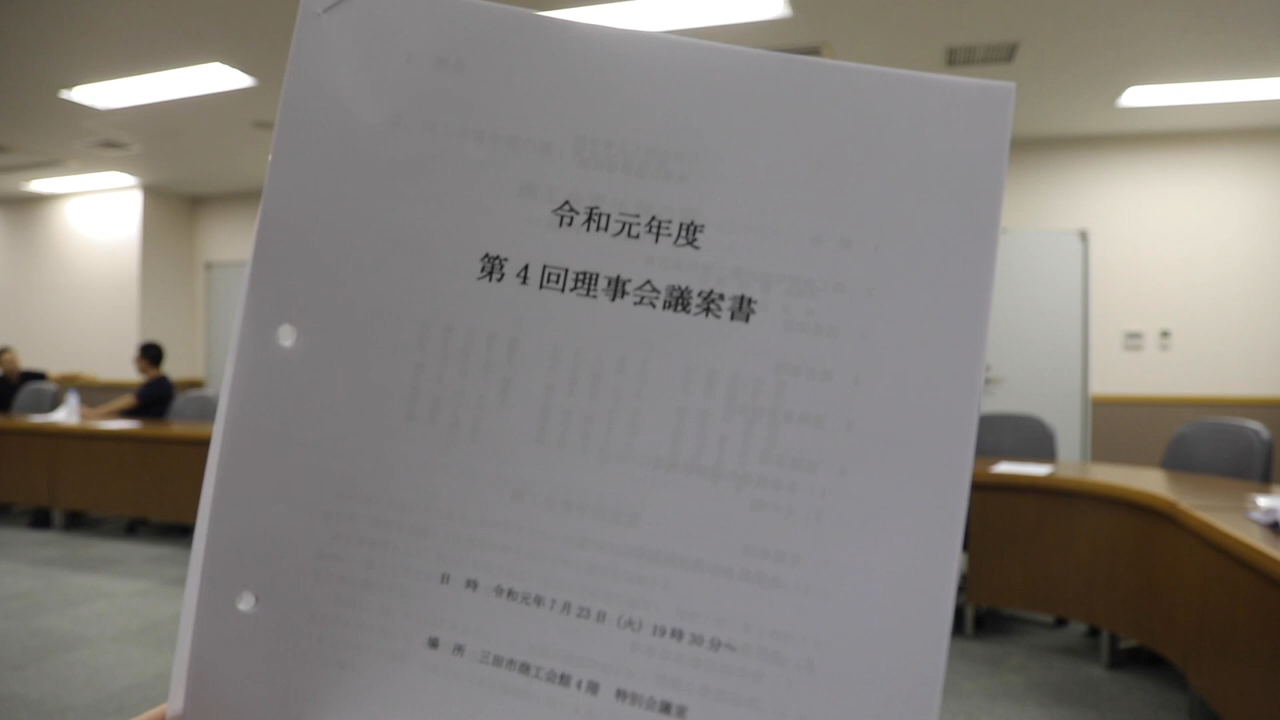 令和元年度
第4回理事会議案書
日 時 令和元年7月23日(火)19時30分~
場 所 三田市商工会館4階 特別会議室